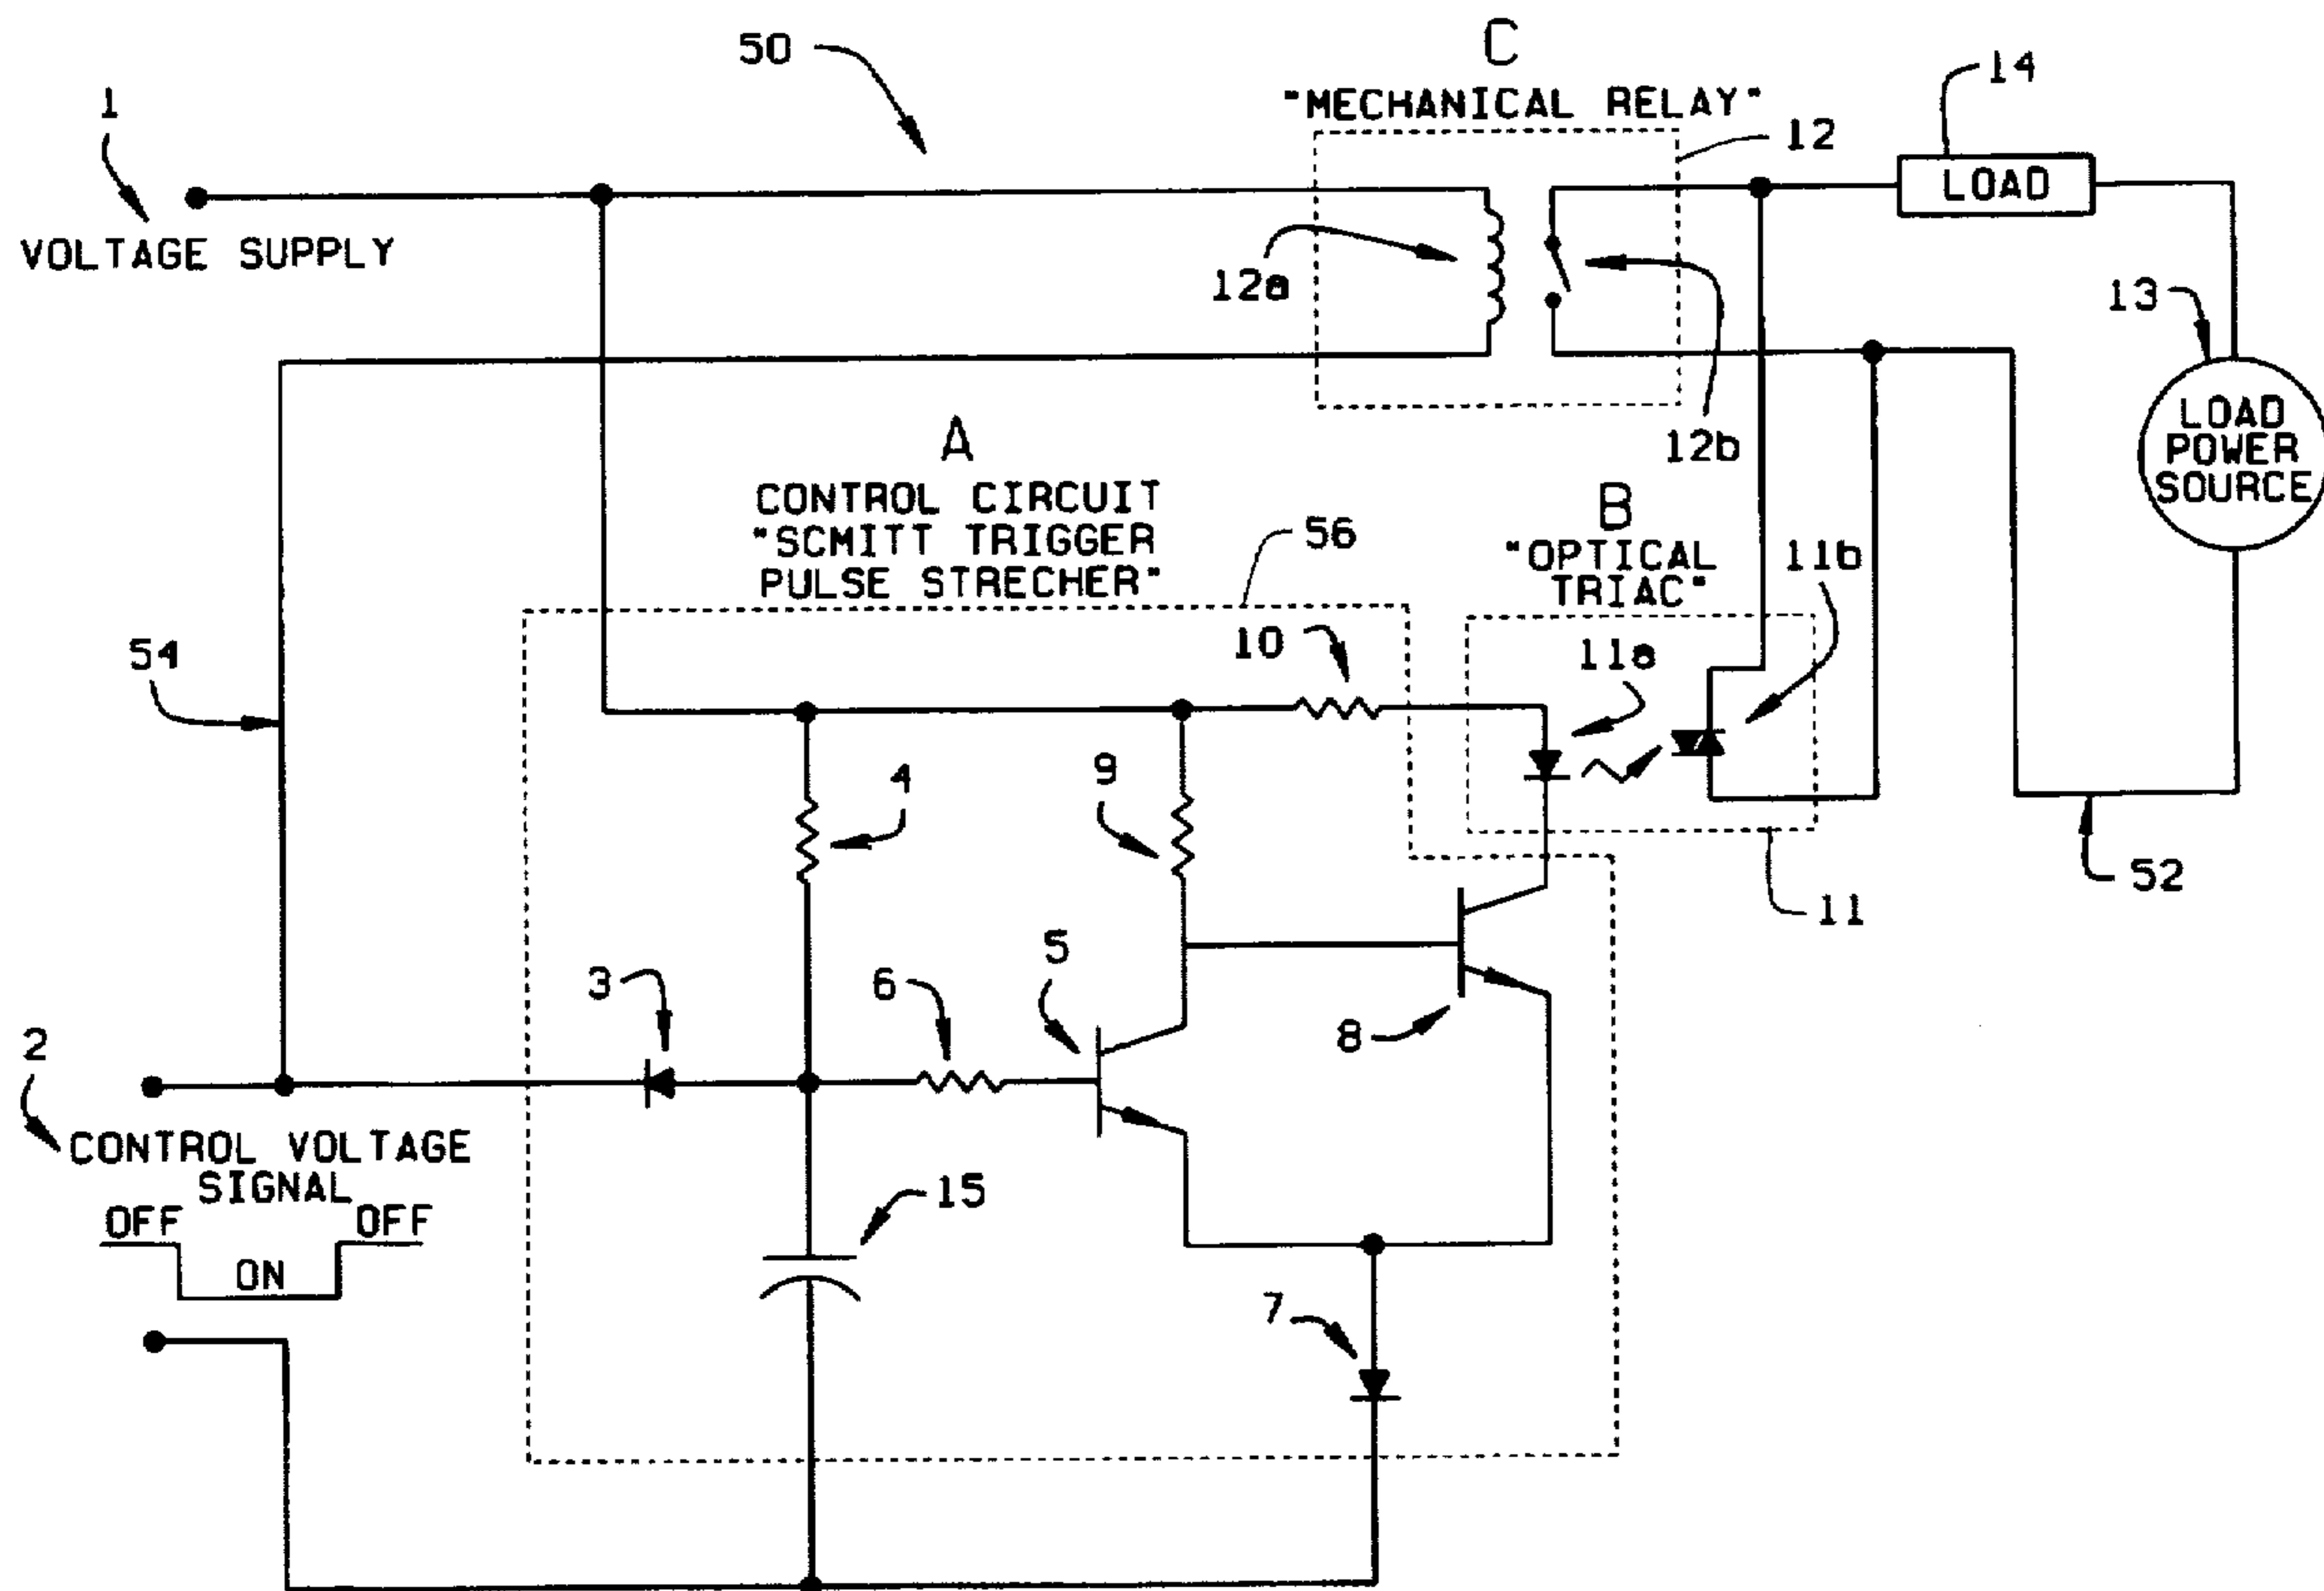 50
C
"MECHANICAL RELAY"
14
1
12
LOAD
VOLTAGE SUPPLY
12a
13
12b
LOAD
POWER
SOURCE
A
CONTROL CIRCUIT
"SCMITT TRIGGER
PULSE STRECHER"
56
B
"OPTICAL
TRIAC"
11b
10
11a
54
4
9
52
11
3
6
5
8
2
CONTROL VOLTAGE
SIGNAL
OFF
OFF
ON
15
7